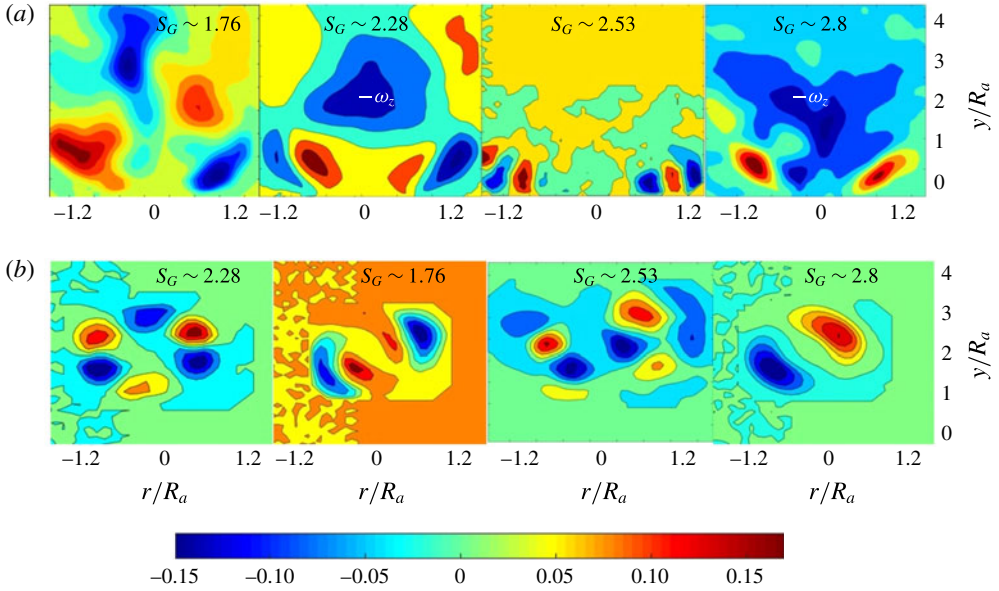 (a)
S_G ~ 1.76
S_G ~ 2.28
S_G ~ 2.53
S_G ~ 2.8
−ω_z
−ω_z
4
3
2
1
0
y/R_a
−1.2 0 1.2 −1.2 0 1.2 −1.2 0 1.2 −1.2 0 1.2
(b)
S_G ~ 2.28
S_G ~ 1.76
S_G ~ 2.53
S_G ~ 2.8
4
3
2
1
0
y/R_a
−1.2 0 1.2 −1.2 0 1.2 −1.2 0 1.2 −1.2 0 1.2
r/R_a r/R_a r/R_a r/R_a
−0.15 −0.10 −0.05 0 0.05 0.10 0.15